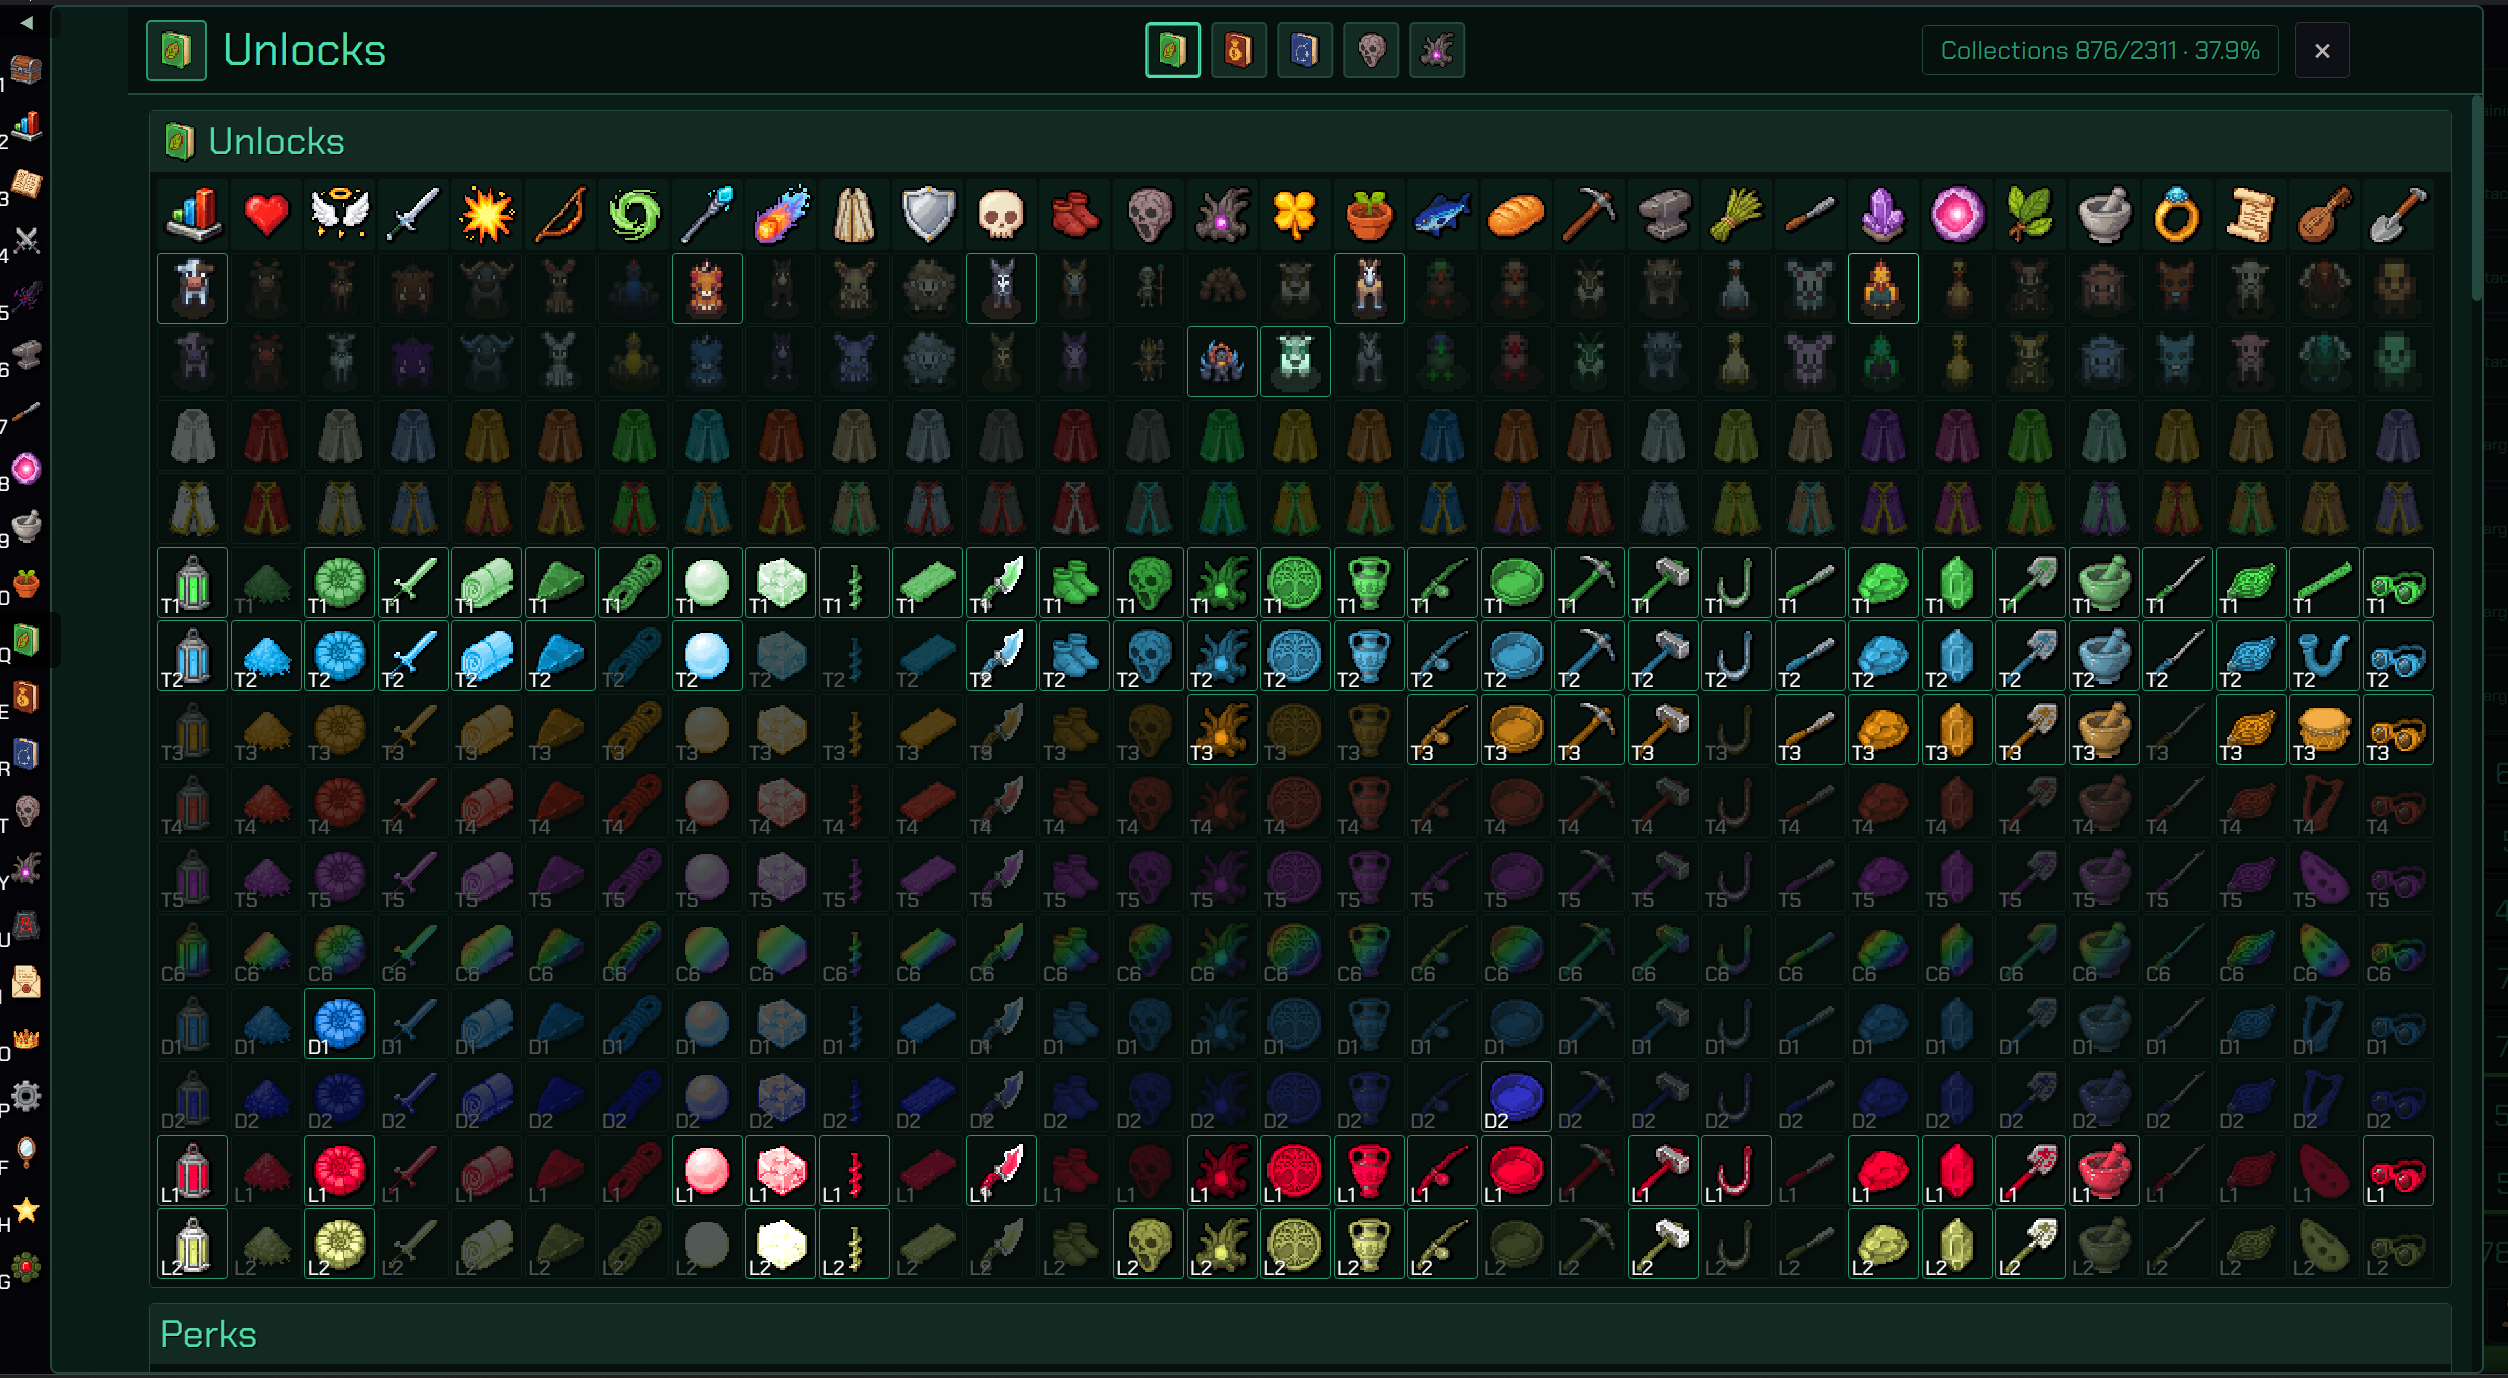 Unlocks
Collections 876/2311 · 37.9%
×
Unlocks
1
2
3
4
5
6
7
8
9
0
Q
E
R
T
Y
U
I
O
P
F
H
G
T1 T1 T1 T1 T1 T1 T1 T1 T1 T1 T1 T1 T1 T1 T1 T1 T1 T1 T1 T1 T1 T1 T1 T1 T1 T1 T1 T1 T1 T1 T1
T2 T2 T2 T2 T2 T2 T2 T2 T2 T2 T2 T2 T2 T2 T2 T2 T2 T2 T2 T2 T2 T2 T2 T2 T2 T2 T2 T2 T2 T2 T2
T3 T3 T3 T3 T3 T3 T3 T3 T3 T3 T3 T3 T3 T3 T3 T3 T3 T3 T3 T3 T3 T3 T3 T3 T3 T3 T3 T3 T3 T3 T3
T4 T4 T4 T4 T4 T4 T4 T4 T4 T4 T4 T4 T4 T4 T4 T4 T4 T4 T4 T4 T4 T4 T4 T4 T4 T4 T4 T4 T4 T4 T4
T5 T5 T5 T5 T5 T5 T5 T5 T5 T5 T5 T5 T5 T5 T5 T5 T5 T5 T5 T5 T5 T5 T5 T5 T5 T5 T5 T5 T5 T5 T5
C6 C6 C6 C6 C6 C6 C6 C6 C6 C6 C6 C6 C6 C6 C6 C6 C6 C6 C6 C6 C6 C6 C6 C6 C6 C6 C6 C6 C6 C6 C6
D1 D1 D1 D1 D1 D1 D1 D1 D1 D1 D1 D1 D1 D1 D1 D1 D1 D1 D1 D1 D1 D1 D1 D1 D1 D1 D1 D1 D1 D1 D1
D2 D2 D2 D2 D2 D2 D2 D2 D2 D2 D2 D2 D2 D2 D2 D2 D2 D2 D2 D2 D2 D2 D2 D2 D2 D2 D2 D2 D2 D2 D2
L1 L1 L1 L1 L1 L1 L1 L1 L1 L1 L1 L1 L1 L1 L1 L1 L1 L1 L1 L1 L1 L1 L1 L1 L1 L1 L1 L1 L1 L1 L1
L2 L2 L2 L2 L2 L2 L2 L2 L2 L2 L2 L2 L2 L2 L2 L2 L2 L2 L2 L2 L2 L2 L2 L2 L2 L2 L2 L2 L2 L2 L2
Perks